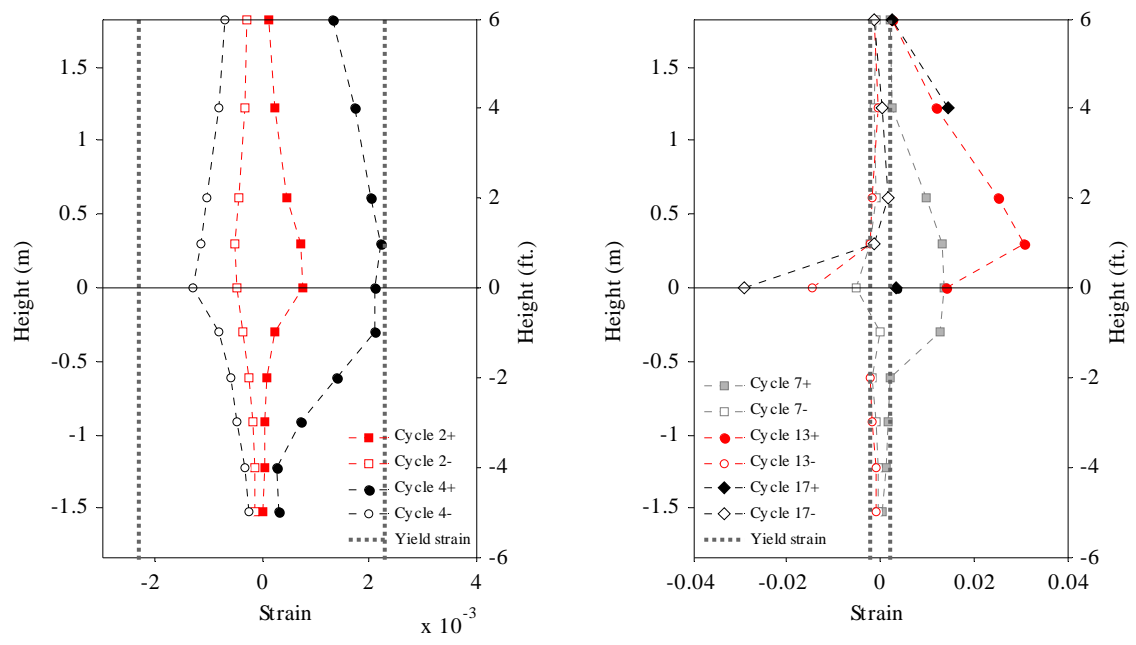 6
1.5
4
1
0.5
2
0
0
-0.5
-2
-1
-4
-1.5
-6
Height (m)
Height (ft.)
Cycle 2+
Cycle 2-
Cycle 4+
Cycle 4-
Yield strain
-2
0
2
4
Strain
x 10-3
6
1.5
4
1
0.5
2
0
0
-0.5
-2
-1
-4
-1.5
-6
Height (m)
Height (ft.)
Cycle 7+
Cycle 7-
Cycle 13+
Cycle 13-
Cycle 17+
Cycle 17-
Yield strain
-0.04
-0.02
0
0.02
0.04
Strain